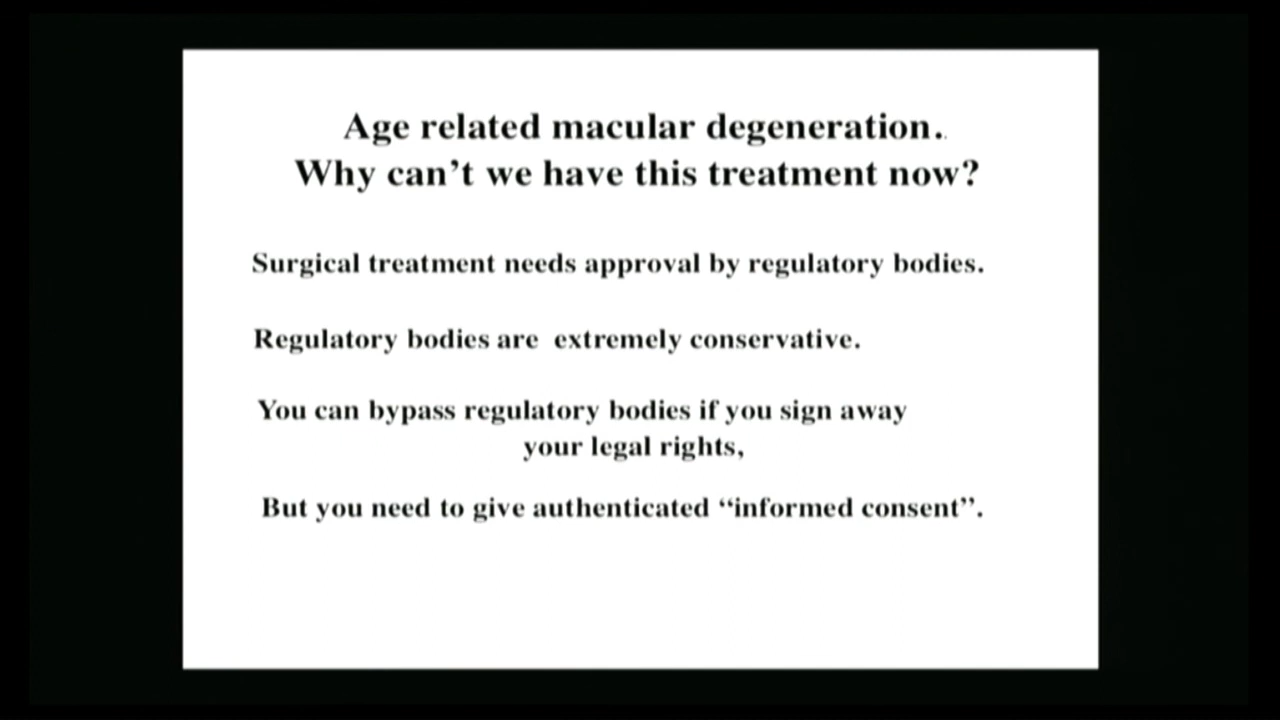 Age related macular degeneration..
Why can’t we have this treatment now?
Surgical treatment needs approval by regulatory bodies.
Regulatory bodies are  extremely conservative.
You can bypass regulatory bodies if you sign away
your legal rights,
But you need to give authenticated “informed consent”.